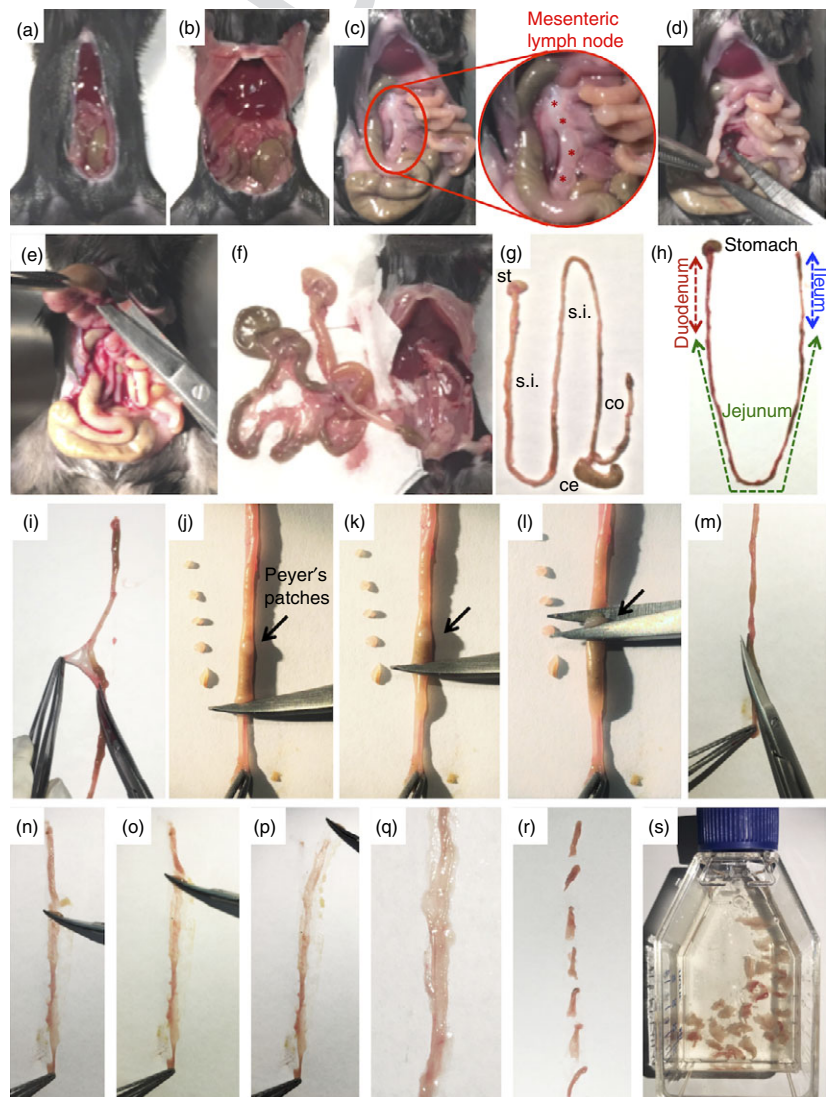 Mesenteric
lymph node
(a)
(b)
(c)
(d)
*
*
*
*
(e)
(f)
(g)
st
s.i.
s.i.
co
ce
(h)
Stomach
Duodenum
Ileum
Jejunum
(i)
(j)
Peyer's
patches
(k)
(l)
(m)
(n)
(o)
(p)
(q)
(r)
(s)